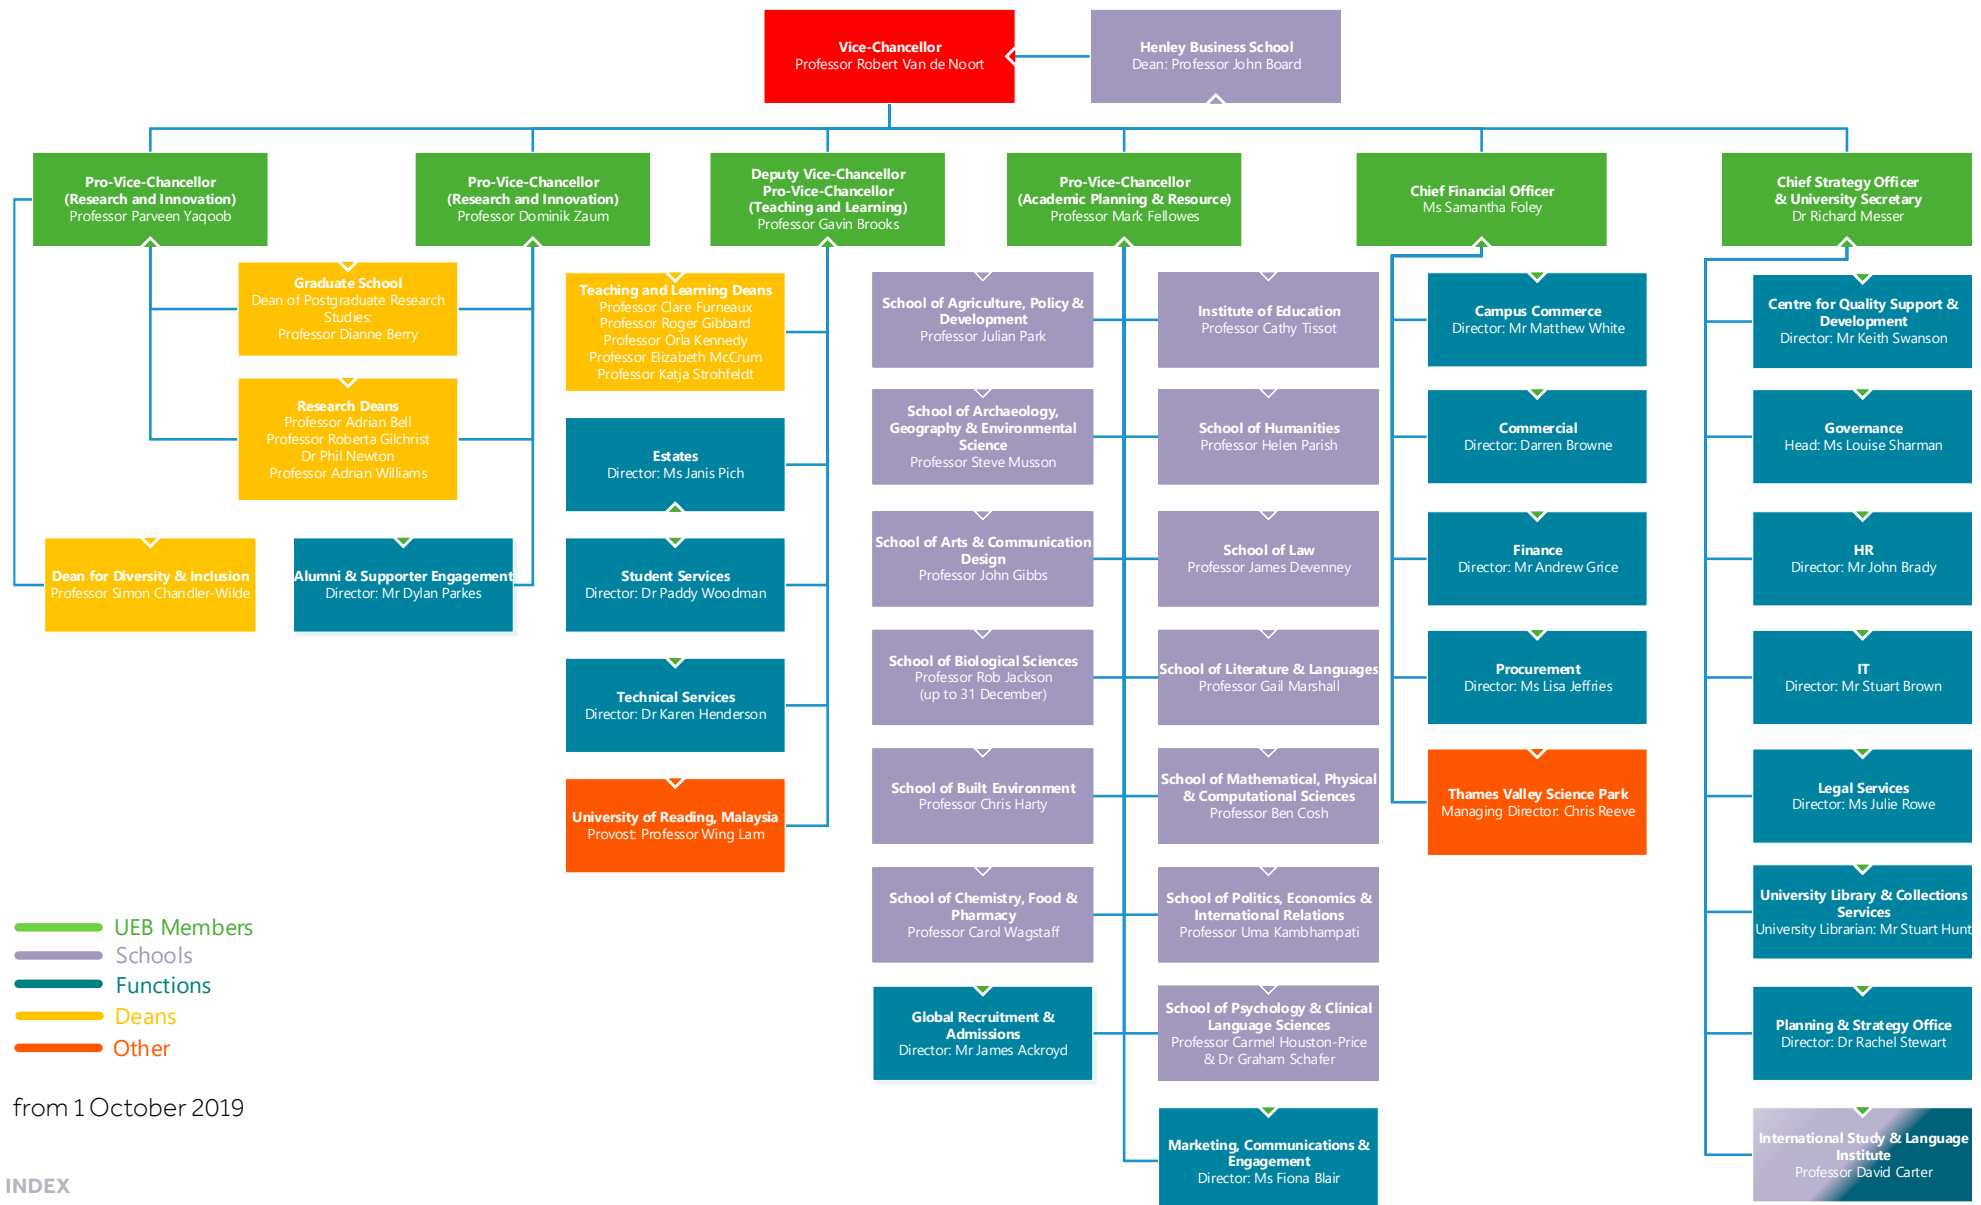 Vice-Chancellor
Professor Robert Van de Noort
Henley Business School
Dean: Professor John Board
Pro-Vice-Chancellor
(Research and Innovation)
Professor Parveen Yaqoob
Pro-Vice-Chancellor
(Research and Innovation)
Professor Dominik Zaum
Deputy Vice-Chancellor
Pro-Vice-Chancellor
(Teaching and Learning)
Professor Gavin Brooks
Pro-Vice-Chancellor
(Academic Planning & Resource)
Professor Mark Fellowes
Chief Financial Officer
Ms Samantha Foley
Chief Strategy Officer
& University Secretary
Dr Richard Messer
Graduate School
Dean of Postgraduate Research
Studies:
Professor Dianne Berry
Research Deans
Professor Adrian Bell
Professor Roberta Gilchrist
Dr Phil Newton
Professor Adrian Williams
Dean for Diversity & Inclusion
Professor Simon Chandler-Wilde
Alumni & Supporter Engagement
Director: Mr Dylan Parkes
Teaching and Learning Deans
Professor Clare Furneaux
Professor Roger Gibbard
Professor Orla Kennedy
Professor Elizabeth McCrum
Professor Katja Strohfeldt
Estates
Director: Ms Janis Pich
Student Services
Director: Dr Paddy Woodman
Technical Services
Director: Dr Karen Henderson
University of Reading, Malaysia
Provost: Professor Wing Lam
School of Agriculture, Policy &
Development
Professor Julian Park
School of Archaeology,
Geography & Environmental
Science
Professor Steve Musson
School of Arts & Communication
Design
Professor John Gibbs
School of Biological Sciences
Professor Rob Jackson
(up to 31 December)
School of Built Environment
Professor Chris Harty
School of Chemistry, Food &
Pharmacy
Professor Carol Wagstaff
Global Recruitment &
Admissions
Director: Mr James Ackroyd
Institute of Education
Professor Cathy Tissot
School of Humanities
Professor Helen Parish
School of Law
Professor James Devenney
School of Literature & Languages
Professor Gail Marshall
School of Mathematical, Physical
& Computational Sciences
Professor Ben Cosh
School of Politics, Economics &
International Relations
Professor Uma Kambhampati
School of Psychology & Clinical
Language Sciences
Professor Carmel Houston-Price
& Dr Graham Schafer
Marketing, Communications &
Engagement
Director: Ms Fiona Blair
Campus Commerce
Director: Mr Matthew White
Commercial
Director: Darren Browne
Finance
Director: Mr Andrew Grice
Procurement
Director: Ms Lisa Jeffries
Thames Valley Science Park
Managing Director: Chris Reeve
Centre for Quality Support &
Development
Director: Mr Keith Swanson
Governance
Head: Ms Louise Sharman
HR
Director: Mr John Brady
IT
Director: Mr Stuart Brown
Legal Services
Director: Ms Julie Rowe
University Library & Collections
Services
University Librarian: Mr Stuart Hunt
Planning & Strategy Office
Director: Dr Rachel Stewart
International Study & Language
Institute
Professor David Carter
UEB Members
Schools
Functions
Deans
Other
from 1 October 2019
INDEX